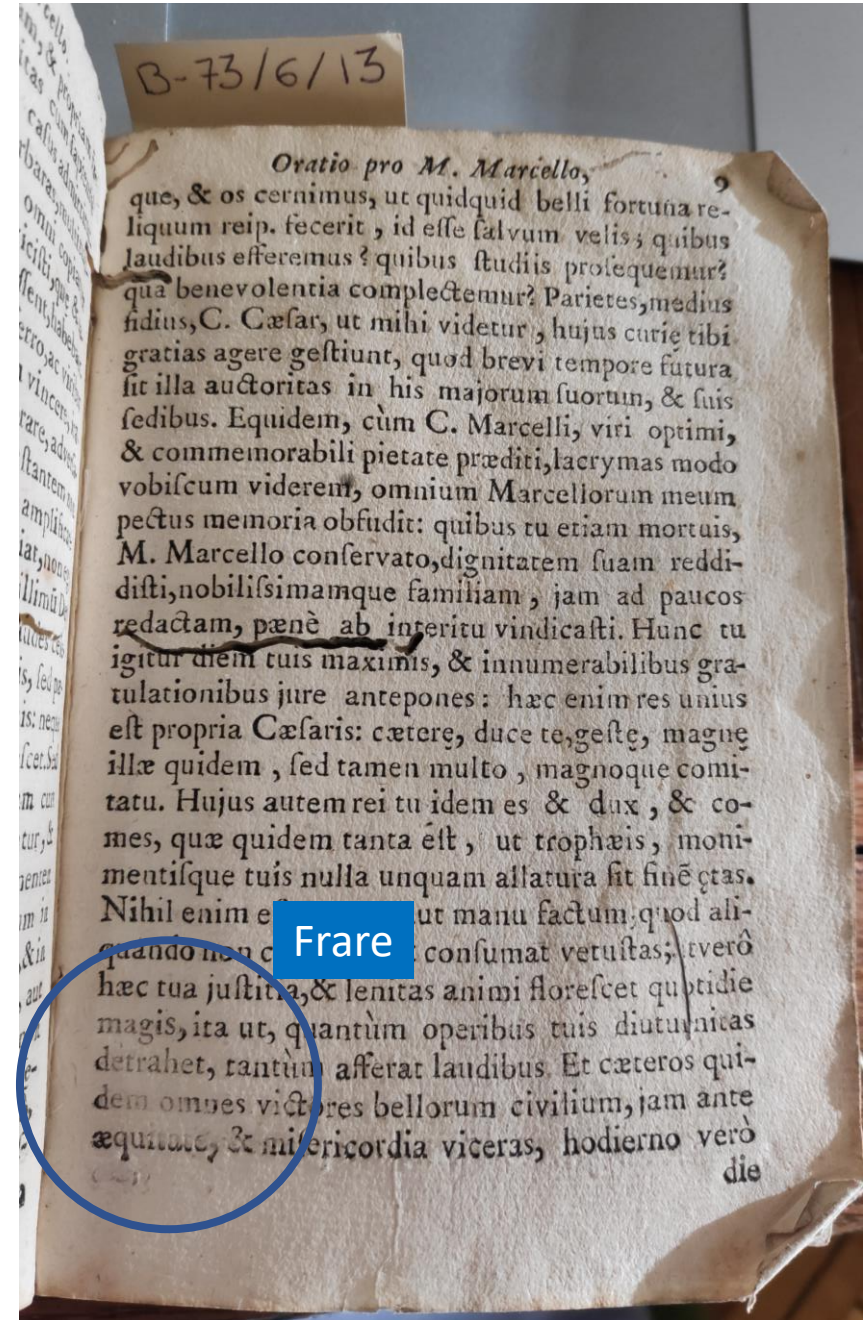 B-73/6/13
Oratio pro M. Marcello, 9
que, & os cernimus, ut quidquid belli fortuna re-
liquum reip. fecerit , id eſſe ſalvum velis; quibus
laudibus efferemus ? quibus ſtudiis proſequemur?
qua benevolentia complectemur? Parietes,medius
fidius,C. Cæſar, ut mihi videtur , hujus curię tibi
gratias agere geſtiunt, quod brevi tempore futura
ſit illa auctoritas in his majorum ſuorum, & ſuis
ſedibus. Equidem, cùm C. Marcelli, viri optimi,
& commemorabili pietate præditi,lacrymas modo
vobiſcum viderem, omnium Marcellorum meum
pectus memoria obfudit: quibus tu etiam mortuis,
M. Marcello conſervato,dignitatem ſuam reddi-
diſti,nobiliſsimamque familiam , jam ad paucos
redactam, pænè ab interitu vindicaſti. Hunc tu
igitur diem tuis maximis, & innumerabilibus gra-
tulationibus jure antepones : hæc enim res unius
eſt propria Cæſaris: cæterę, duce te,geſtę, magnę
illæ quidem , ſed tamen multo , magnoque comi-
tatu. Hujus autem rei tu idem es & dux , & co-
mes, quæ quidem tanta eſt , ut trophæis , moni-
mentiſque tuis nulla unquam allatura ſit finẽ ętas.
Nihil enim ut manu factum, quod ali-
Frare
quando non conſumat vetuſtas;
hæc tua juſtitia,& lenitas animi floreſcet quotidie
magis, ita ut, quantùm operibus tuis diuturnitas
detrahet, tantùm afferat laudibus. Et cæteros qui-
dem omnes victores bellorum civilium, jam ante
æquitate, & miſericordia viceras, hodierno verò
die